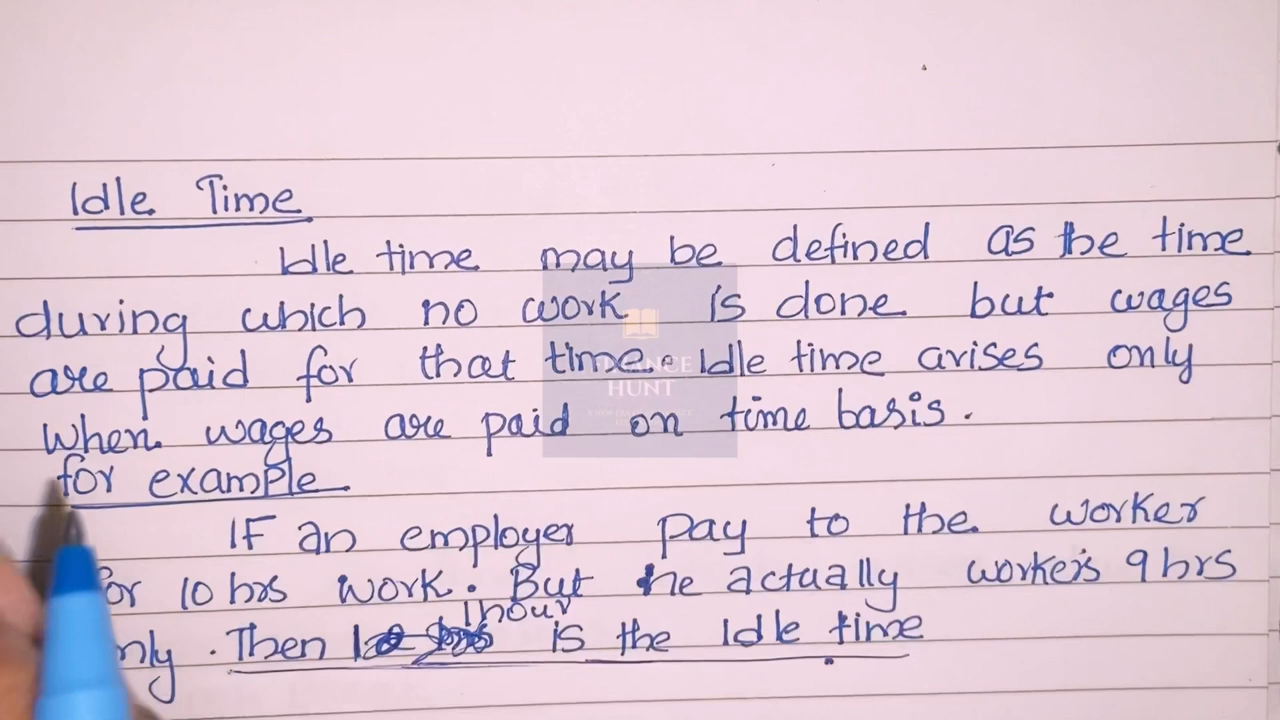 Idle Time
Idle time may be defined as the time
during which no work is done but wages
are paid for that time. Idle time arises only
when wages are paid on time basis.
for example
IF an employer pay to the worker
for 10 hrs work. But he actually workers 9 hrs
1 hour
only. Then is the Idle time
HUNT